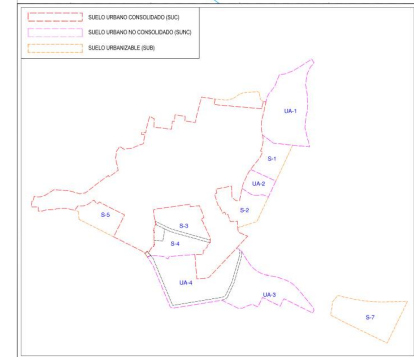 SUELO URBANO CONSOLIDADO (SUC)
SUELO URBANO NO CONSOLIDADO (SUNC)
SUELO URBANIZABLE (SUB)
UA-1
S-1
UA-2
S-2
S-5
S-3
S-4
UA-4
UA-3
S-7